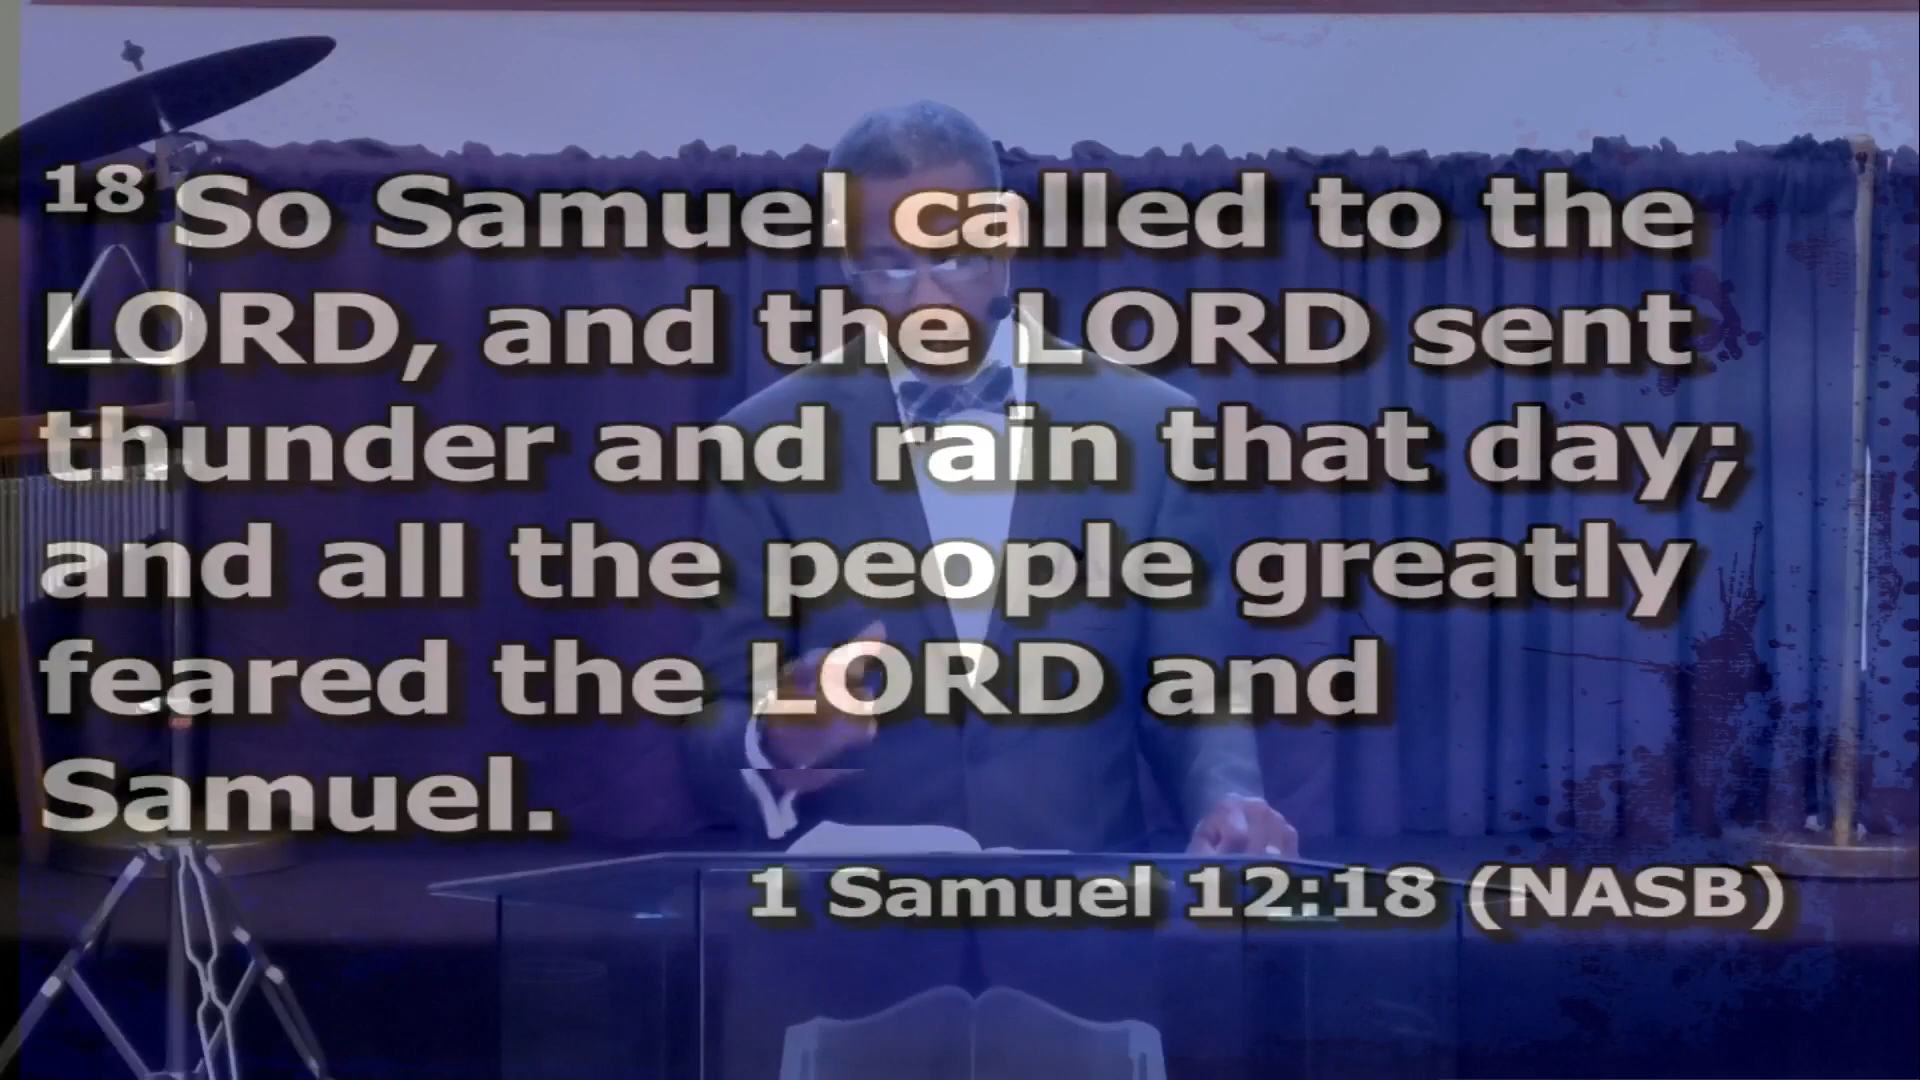 18 So Samuel called to the
LORD, and the LORD sent
thunder and rain that day;
and all the people greatly
feared the LORD and
Samuel.
1 Samuel 12:18 (NASB)